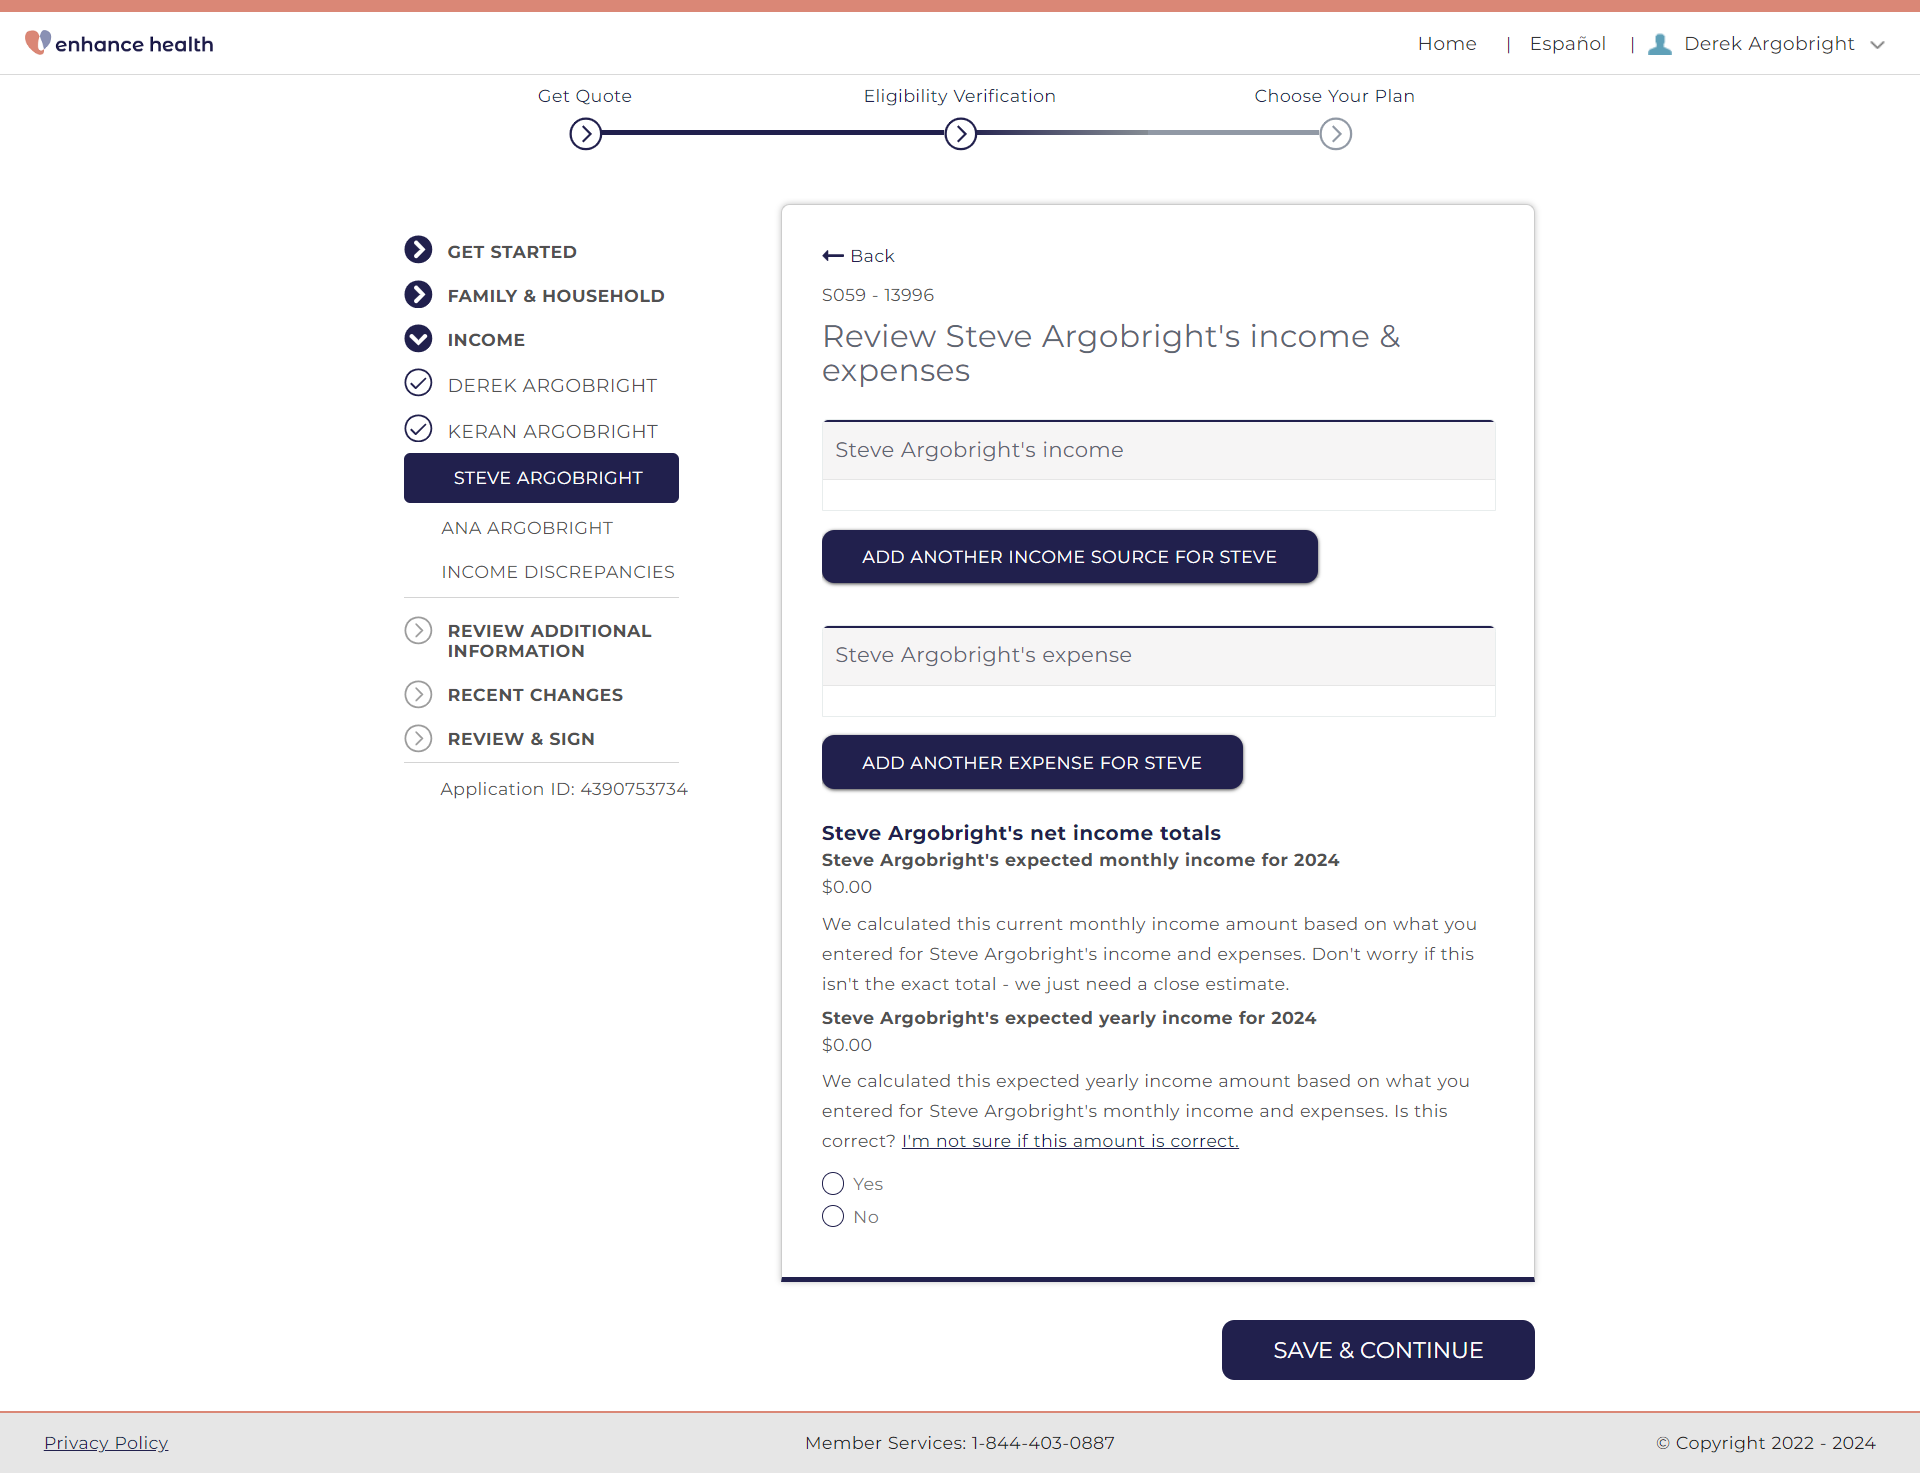 enhance health
Home | Español | Derek Argobright
Get Quote
Eligibility Verification
Choose Your Plan
GET STARTED
FAMILY & HOUSEHOLD
INCOME
DEREK ARGOBRIGHT
KERAN ARGOBRIGHT
STEVE ARGOBRIGHT
ANA ARGOBRIGHT
INCOME DISCREPANCIES
REVIEW ADDITIONAL
INFORMATION
RECENT CHANGES
REVIEW & SIGN
Application ID: 4390753734
Back
S059 - 13996
Review Steve Argobright's income &
expenses
Steve Argobright's income
ADD ANOTHER INCOME SOURCE FOR STEVE
Steve Argobright's expense
ADD ANOTHER EXPENSE FOR STEVE
Steve Argobright's net income totals
Steve Argobright's expected monthly income for 2024
$0.00
We calculated this current monthly income amount based on what you
entered for Steve Argobright's income and expenses. Don't worry if this
isn't the exact total - we just need a close estimate.
Steve Argobright's expected yearly income for 2024
$0.00
We calculated this expected yearly income amount based on what you
entered for Steve Argobright's monthly income and expenses. Is this
correct? I'm not sure if this amount is correct.
Yes
No
SAVE & CONTINUE
Privacy Policy
Member Services: 1-844-403-0887
© Copyright 2022 - 2024